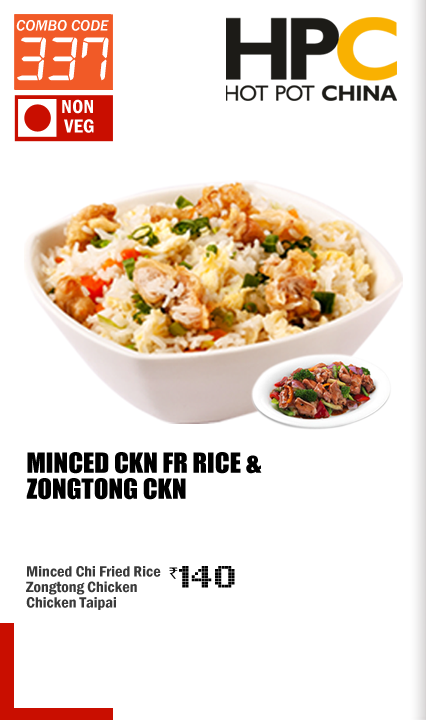 COMBO CODE
337
NON
VEG
HPC
HOT POT CHINA
MINCED CKN FR RICE &
ZONGTONG CKN
Minced Chi Fried Rice ₹140
Zongtong Chicken
Chicken Taipai